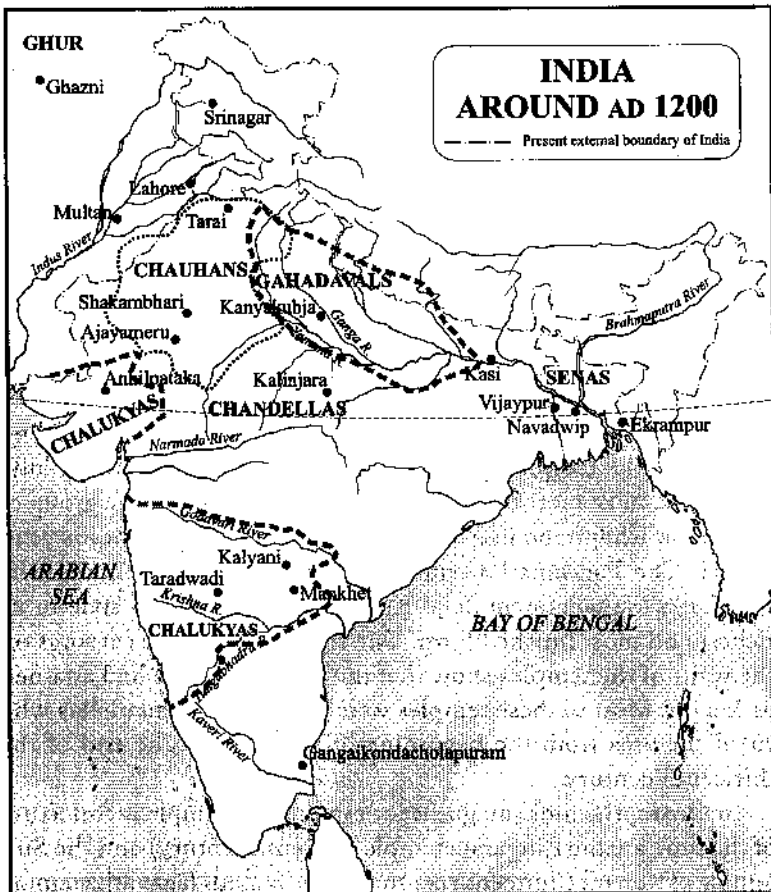 GHUR
Ghazni
INDIA
AROUND AD 1200
Present external boundary of India
Srinagar
Lahore
Multan
Tarai
Indus River
CHAUHANS
GAHADAVALS
Shakambhari
Kanyakubja
Ganga R.
Brahmaputra River
Ajayameru
Yamuna R.
Kasi
SENAS
Anhilpataka
Kalinjara
CHALUKYAS
CHANDELLAS
Vijaypur
Navadwip
Ekrampur
Narmada River
Godavari River
Kalyani
ARABIAN
SEA
Taradwadi
Mankhet
Krishna R.
CHALUKYAS
BAY OF BENGAL
Kaveri River
Gangaikondacholapuram